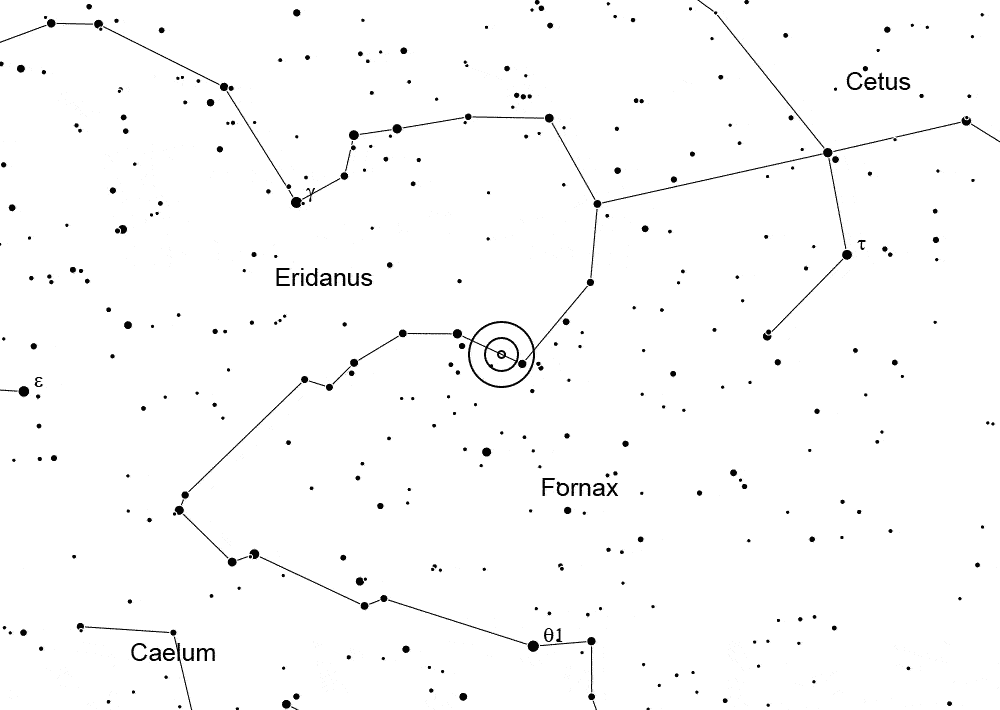 Cetus
γ
τ
Eridanus
ε
Fornax
θ1
Caelum